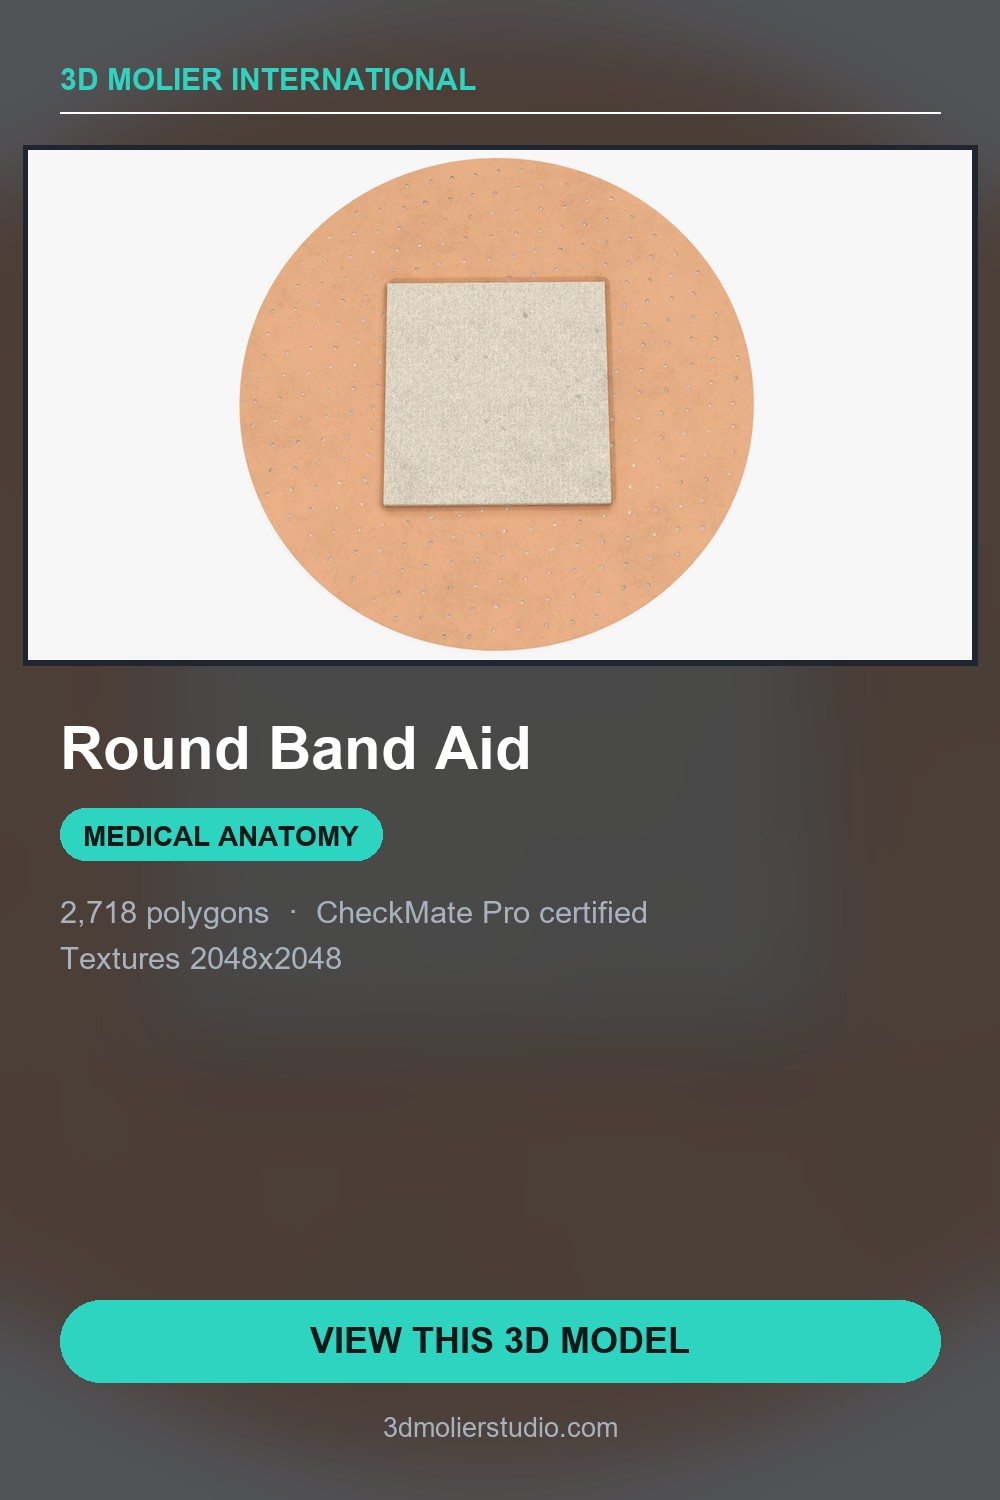 3D MOLIER INTERNATIONAL
Round Band Aid
MEDICAL ANATOMY
2,718 polygons · CheckMate Pro certified
Textures 2048x2048
VIEW THIS 3D MODEL
3dmolierstudio.com